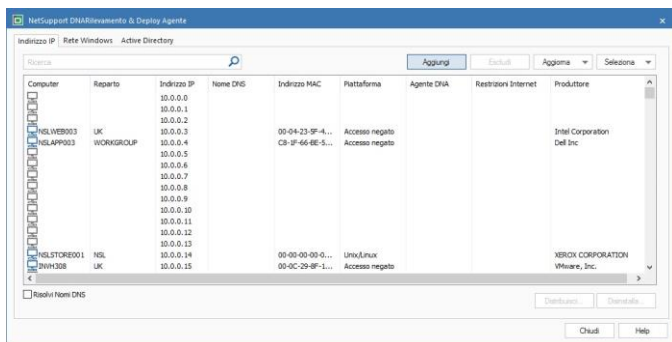 NetSupport DNARilevamento & Deploy Agente
Indirizzo IP Rete Windows Active Directory
Ricerca Aggiungi Escludi Aggiorna Seleziona
Computer Reparto Indirizzo IP Nome DNS Indirizzo MAC Piattaforma Agente DNA Restrizioni Internet Produttore
10.0.0.0
10.0.0.1
10.0.0.2
NSLWEB003 UK 10.0.0.3 00-04-23-5F-4... Accesso negato Intel Corporation
NSLAPP003 WORKGROUP 10.0.0.4 C8-1F-66-BE-5... Accesso negato Dell Inc
10.0.0.5
10.0.0.6
10.0.0.7
10.0.0.8
10.0.0.9
10.0.0.10
10.0.0.11
10.0.0.12
10.0.0.13
NSLSTORE001 NSL 10.0.0.14 00-00-00-00-0... Unix/Linux XEROX CORPORATION
INVH308 UK 10.0.0.15 00-0C-29-8F-1... Accesso negato VMware, Inc.
Risolvi Nomi DNS
Distribuisci... Disinstalla...
Chiudi Help